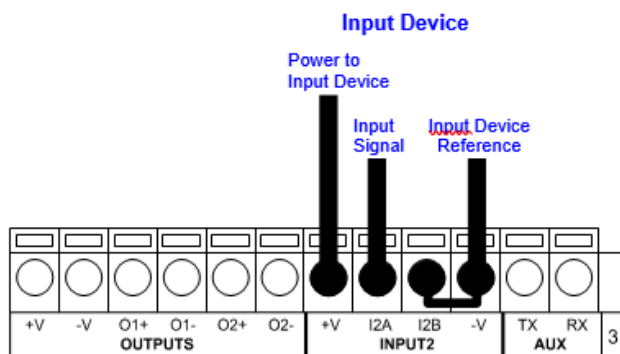 Input Device
Power to
Input Device
Input
Signal
Input Device
Reference
+V -V O1+ O1- O2+ O2- +V I2A I2B -V TX RX
OUTPUTS INPUT2 AUX 3